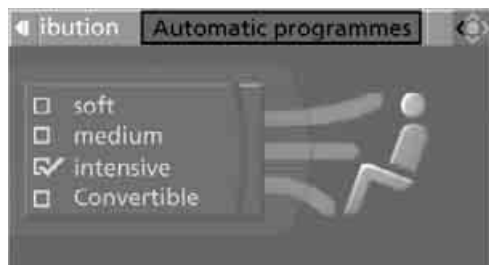 ibution Automatic programmes
soft
medium
intensive
Convertible